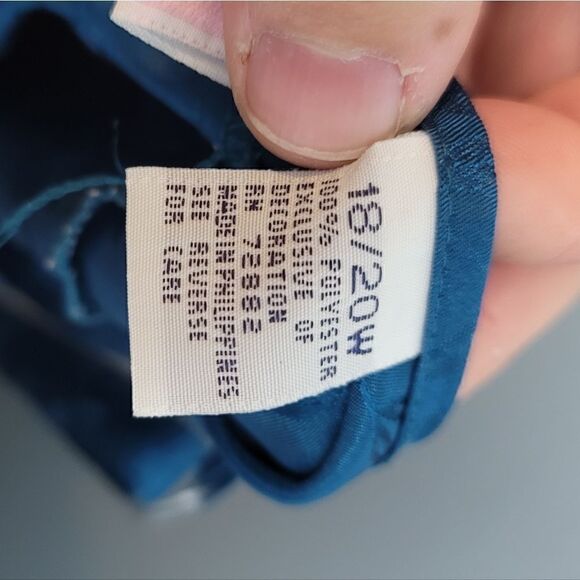 18/20W
100% POLYESTER
EXCLUSIVE OF
DECORATION
RN 72882
MADE IN PHILIPPINES
SEE REVERSE
FOR CARE